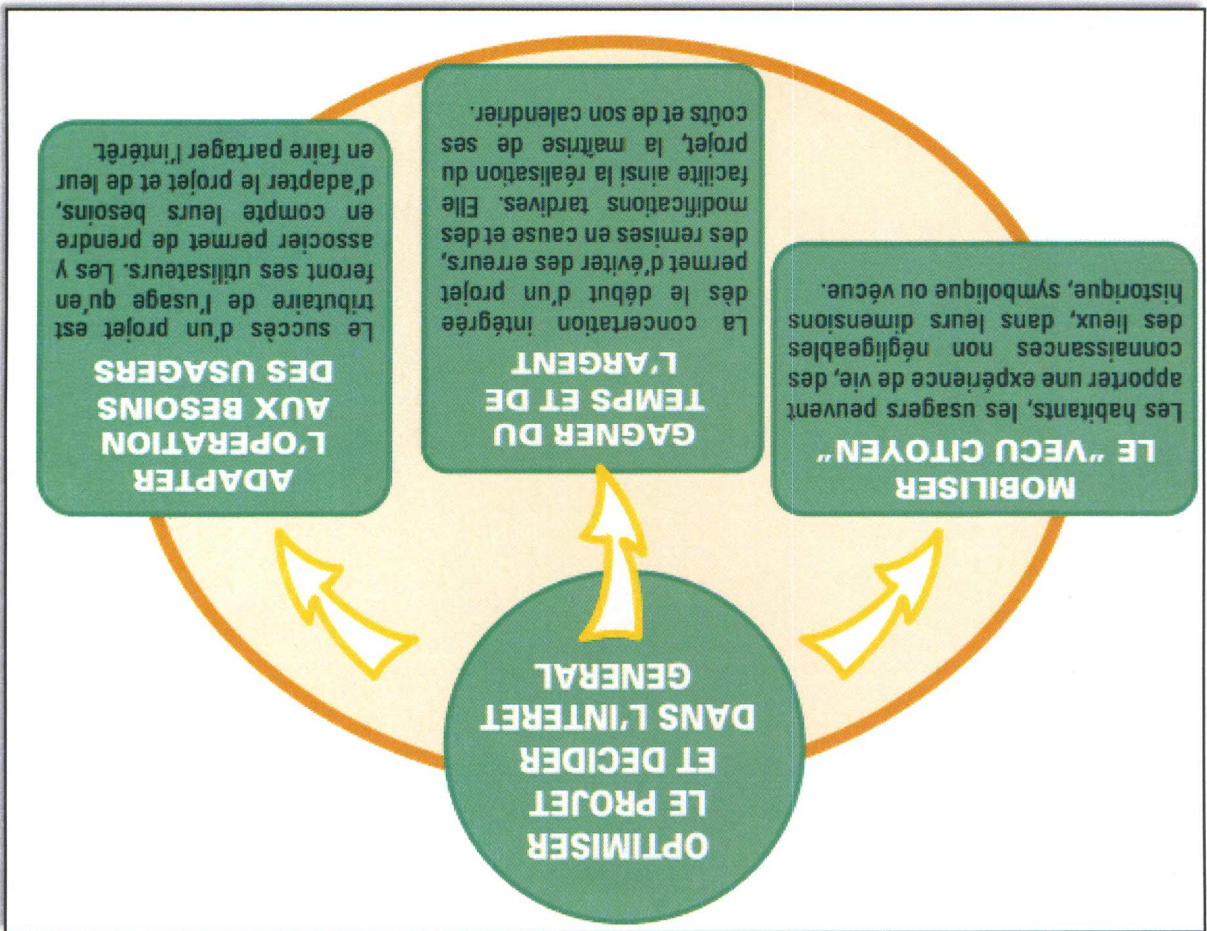 OPTIMISER
LE PROJET
ET DECIDER
DANS L'INTERET
GENERAL
MOBILISER
LE "VECU CITOYEN"
Les habitants, les usagers peuvent
apporter une expérience de vie, des
connaissances non négligeables
des lieux, dans leurs dimensions
historique, symbolique ou vécue.
GAGNER DU
TEMPS ET DE
L'ARGENT
La concertation intégrée
dès le début d'un projet
permet d'éviter des erreurs,
des remises en cause et des
modifications tardives. Elle
facilite ainsi la réalisation du
projet, la maîtrise de ses
coûts et de son calendrier.
ADAPTER
L'OPERATION
AUX BESOINS
DES USAGERS
Le succès d'un projet est
tributaire de l'usage qu'en
feront ses utilisateurs. Les y
associer permet de prendre
en compte leurs besoins,
d'adapter le projet et de leur
en faire partager l'intérêt.